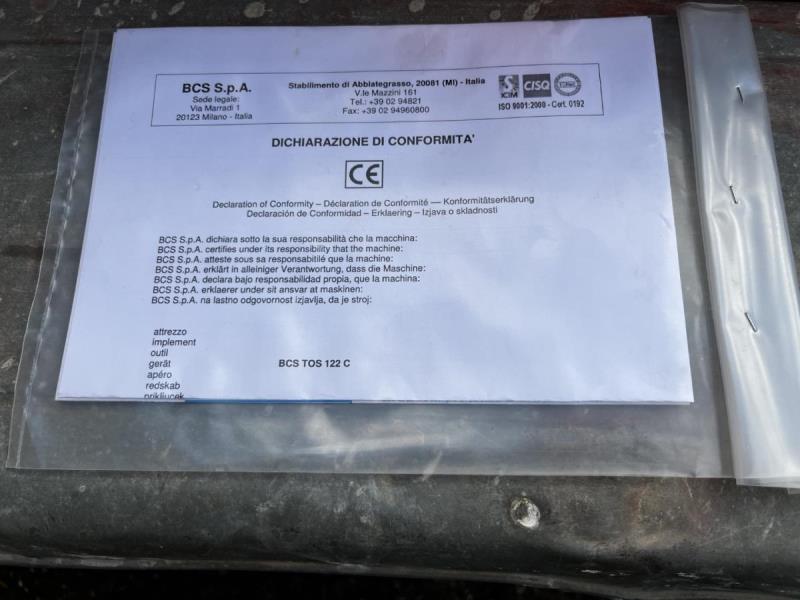 BCS S.p.A.
Sede legale:
Via Marradi 1
20123 Milano - Italia
Stabilimento di Abbiategrasso, 20081 (MI) - Italia
V.le Mazzini 161
Tel.: +39 02 94821
Fax: +39 02 94960800
ICIM
CISQ
ISO 9001:2000 - Cert. 0192
DICHIARAZIONE DI CONFORMITA'
CE
Declaration of Conformity – Déclaration de Conformité — Konformitätserklärung
Declaración de Conformidad – Erklaering – Izjava o skladnosti
BCS S.p.A. dichiara sotto la sua responsabilità che la macchina:
BCS S.p.A. certifies under its responsibility that the machine:
BCS S.p.A. atteste sous sa responsabilité que la machine:
BCS S.p.A. erklärt in alleiniger Verantwortung, dass die Maschine:
BCS S.p.A. declara bajo responsabilidad propia, que la machina:
BCS S.p.A. erklaerer under sit ansvar at maskinen:
BCS S.p.A. na lastno odgovornost izjavlja, da je stroj:
attrezzo
implement
outil
gerät
apéro
redskab
prikljucek
BCS TOS 122 C